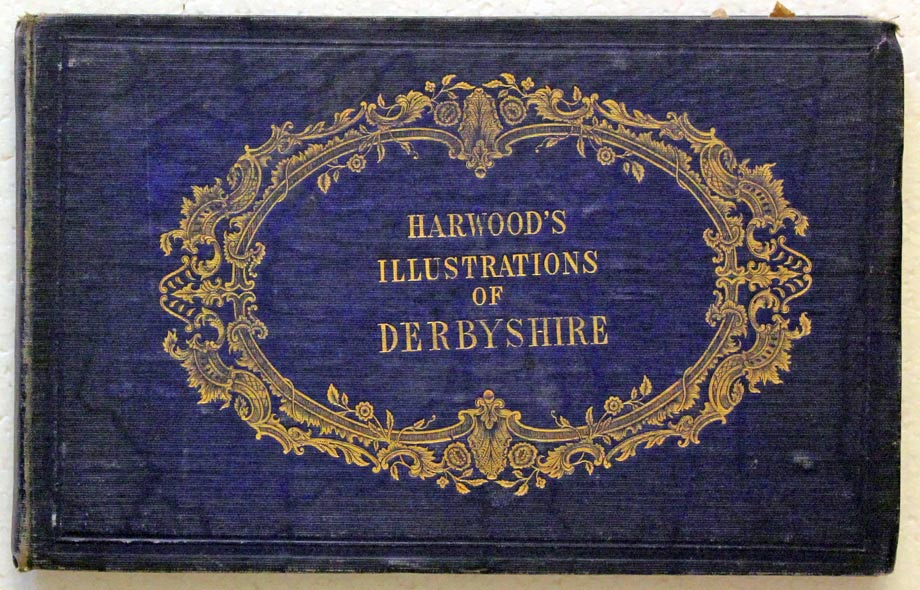 HARWOOD'S
ILLUSTRATIONS
OF
DERBYSHIRE